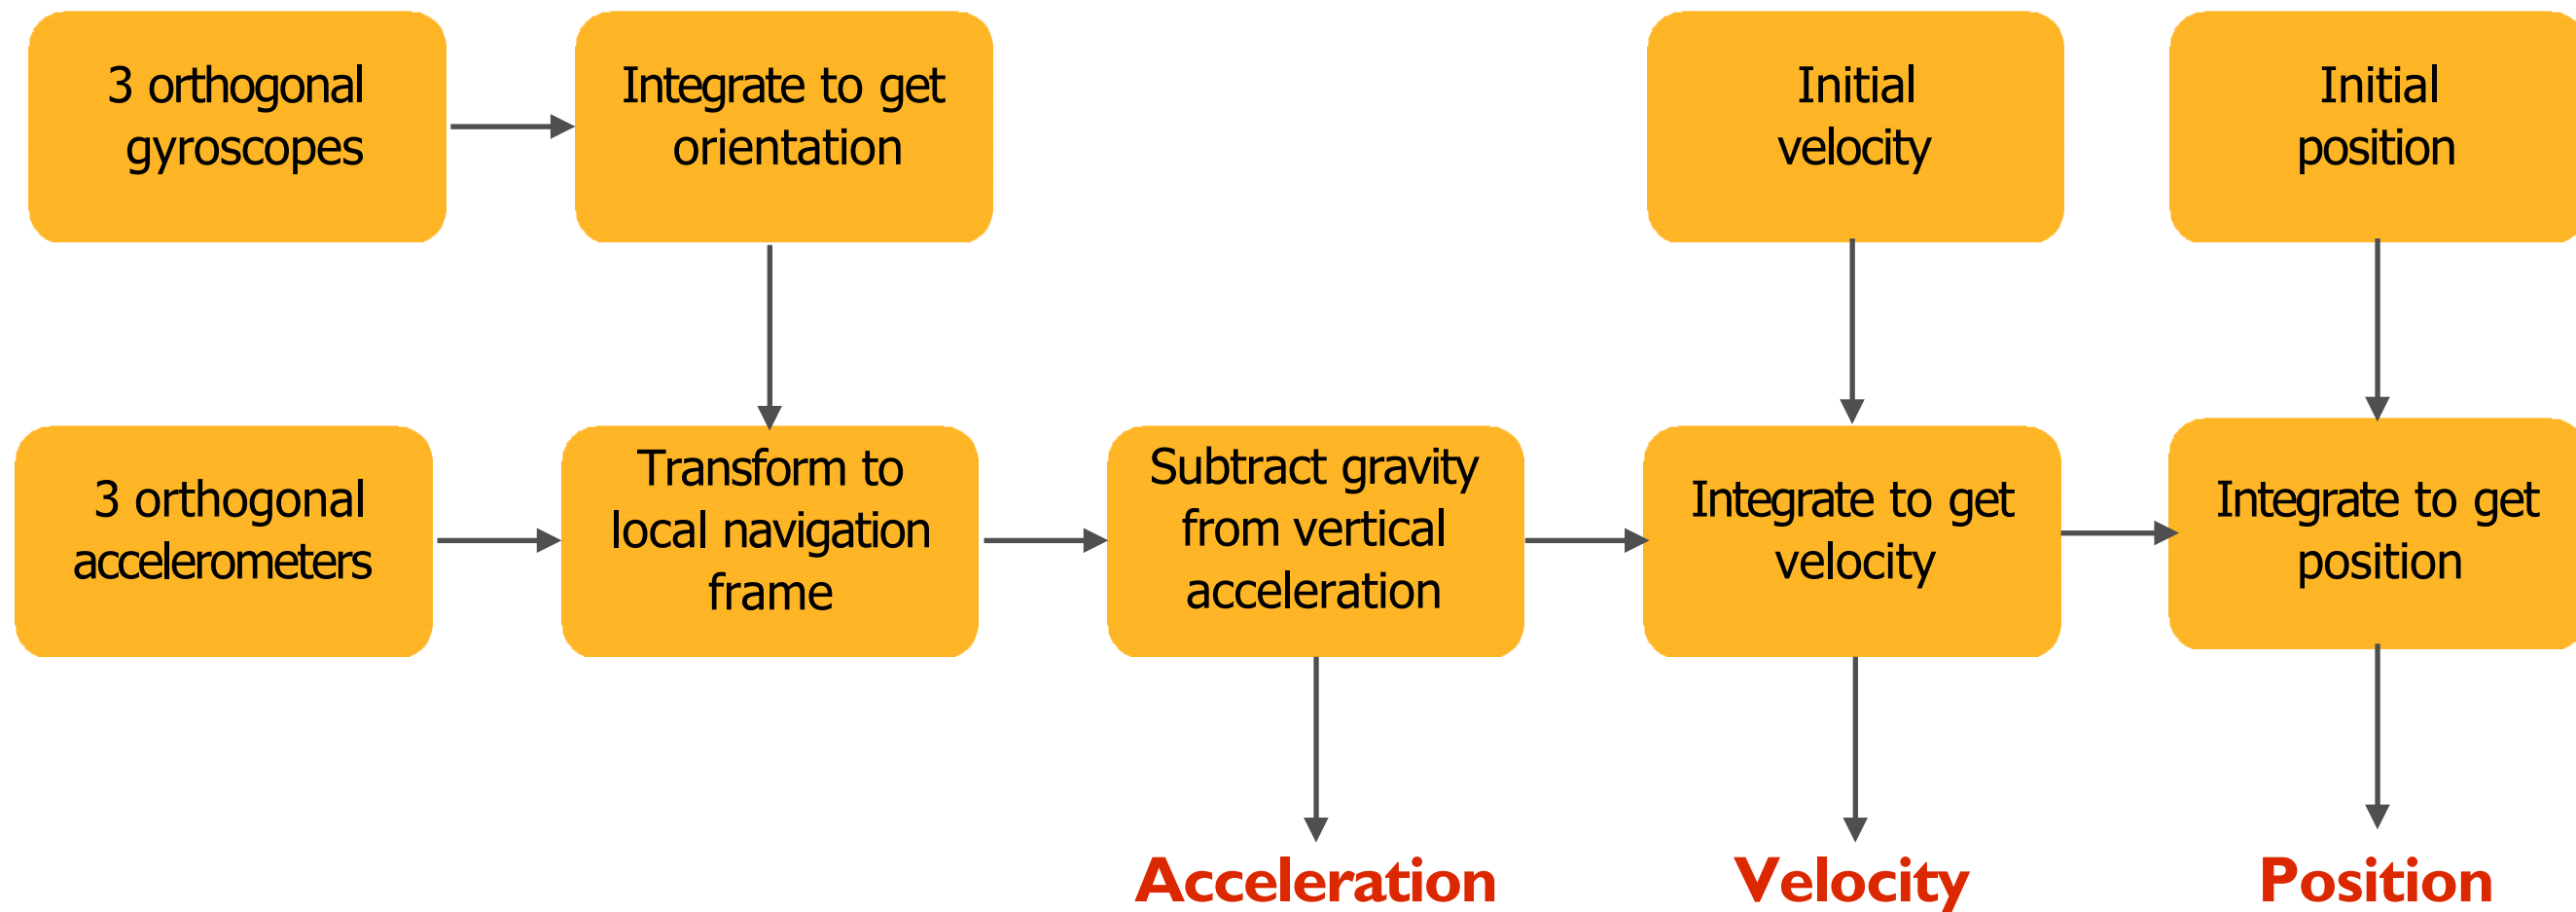 3 orthogonal
gyroscopes
Integrate to get
orientation
Initial
velocity
Initial
position
3 orthogonal
accelerometers
Transform to
local navigation
frame
Subtract gravity
from vertical
acceleration
Integrate to get
velocity
Integrate to get
position
Acceleration
Velocity
Position